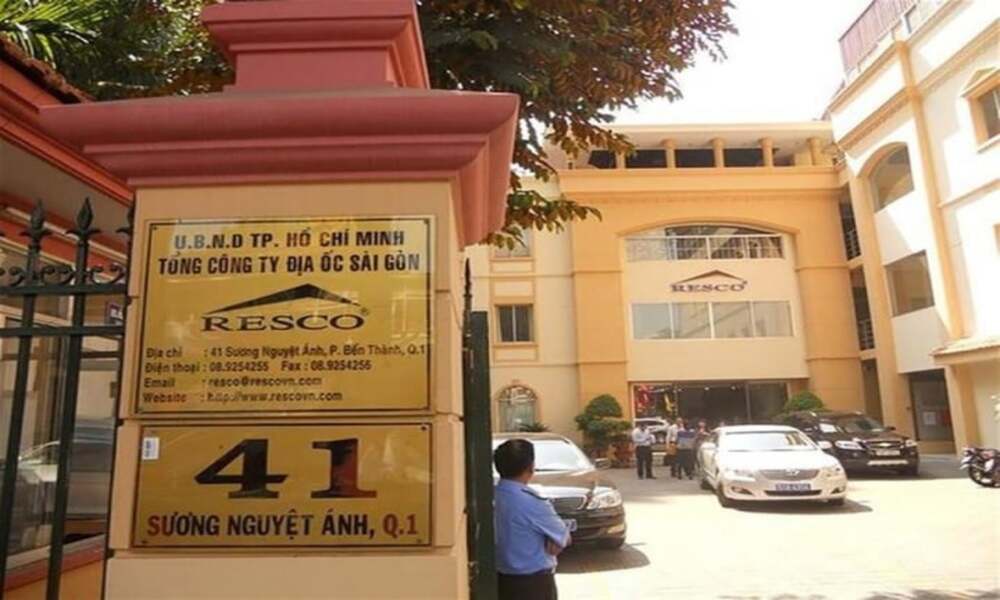 U.B.N.D TP. HỒ CHÍ MINH
TỔNG CÔNG TY ĐỊA ỐC SÀI GÒN
RESCO
Địa chỉ : 41 Sương Nguyệt Ánh, P. Bến Thành, Q.1
Điện thoại : 08.9254255 Fax : 08.9254256
Email : resco@rescovn.com
Website : http://www.rescovn.com
41
SƯƠNG NGUYỆT ÁNH, Q.1
RESCO